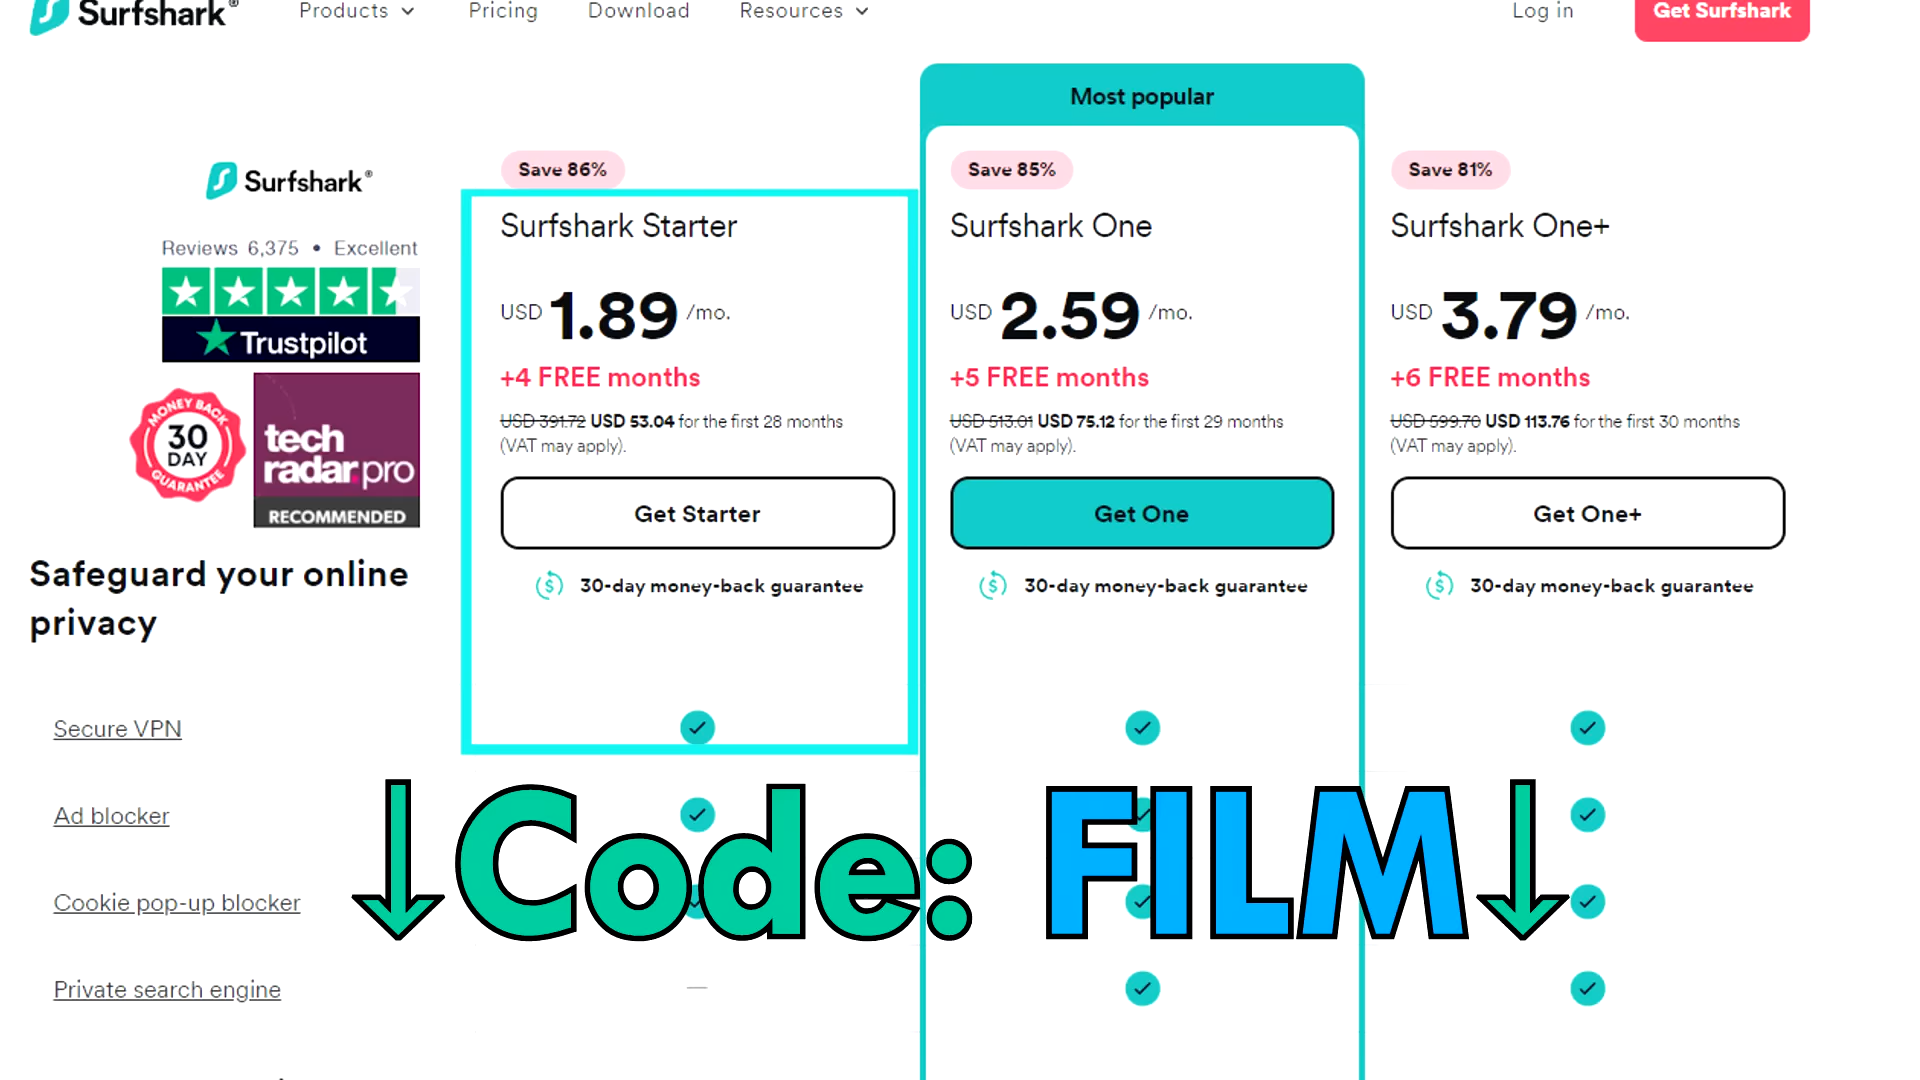 Surfshark®
Products
Pricing
Download
Resources
Log in
Get Surfshark
Most popular
Surfshark®
Reviews 6,375 • Excellent
Trustpilot
MONEY BACK
30
DAY
GUARANTEE
tech
radar.pro
RECOMMENDED
Safeguard your online
privacy
Save 86%
Surfshark Starter
USD 1.89 /mo.
+4 FREE months
USD 391.72 USD 53.04 for the first 28 months
(VAT may apply).
Get Starter
30-day money-back guarantee
Save 85%
Surfshark One
USD 2.59 /mo.
+5 FREE months
USD 513.01 USD 75.12 for the first 29 months
(VAT may apply).
Get One
30-day money-back guarantee
Save 81%
Surfshark One+
USD 3.79 /mo.
+6 FREE months
USD 599.70 USD 113.76 for the first 30 months
(VAT may apply).
Get One+
30-day money-back guarantee
Secure VPN
Ad blocker
Cookie pop-up blocker
Private search engine
↓Code: FILM↓